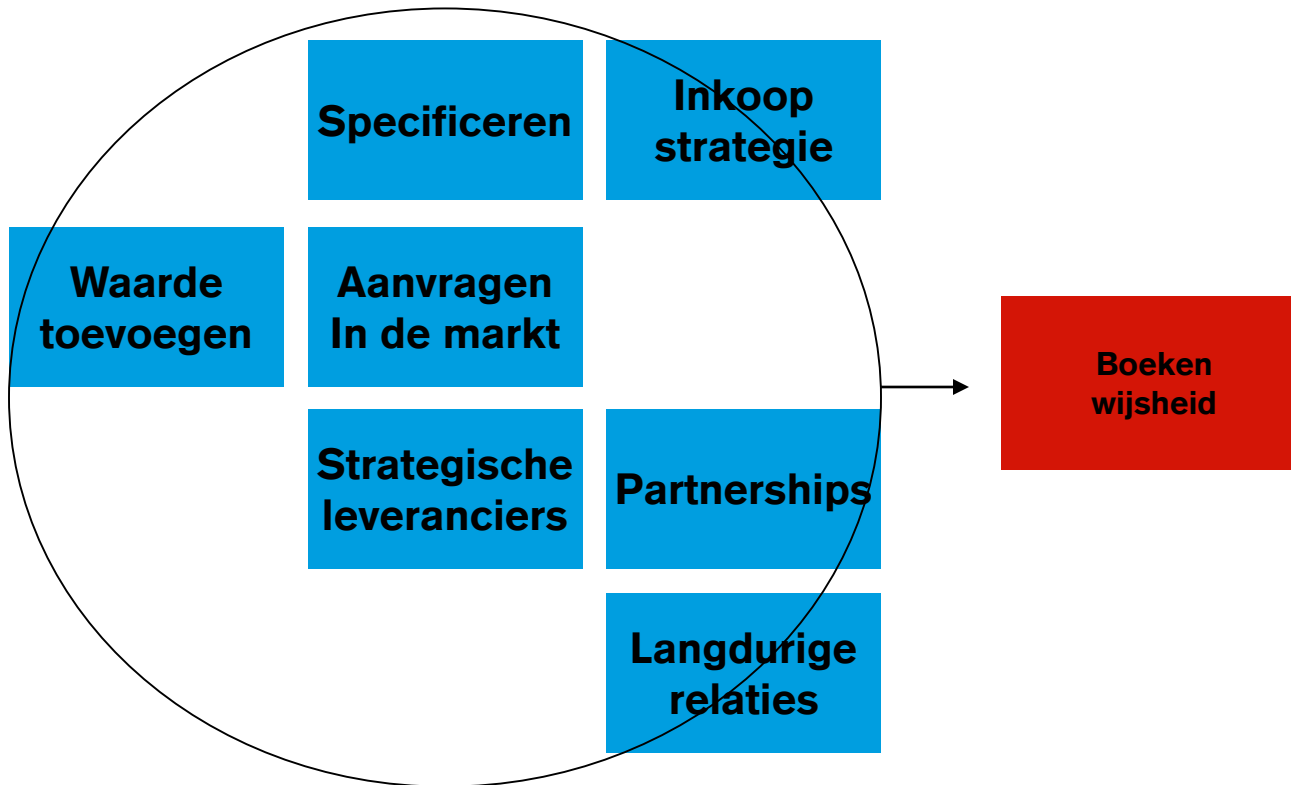 Specificeren
Inkoop
strategie
Waarde
toevoegen
Aanvragen
In de markt
Boeken
wijsheid
Strategische
leveranciers
Partnerships
Langdurige
relaties